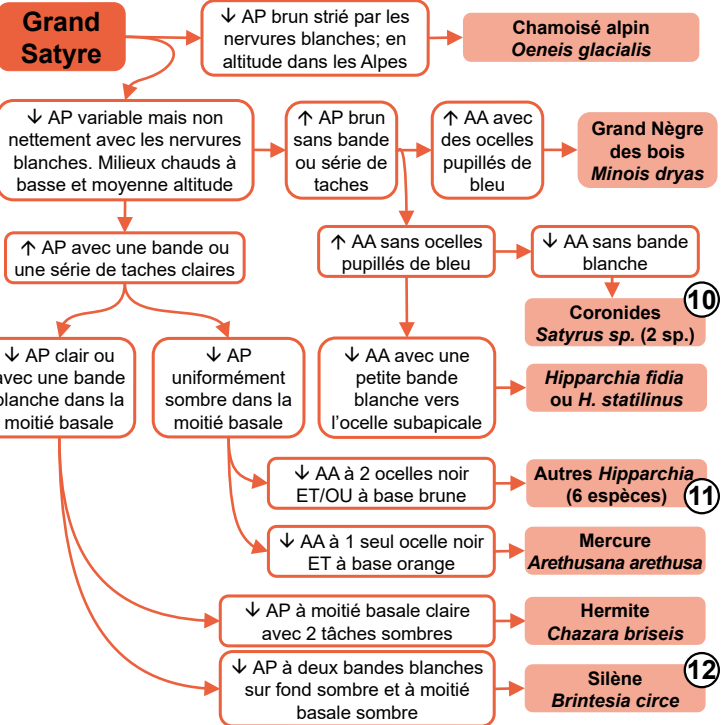 Grand
Satyre
↓ AP brun strié par les
nervures blanches; en
altitude dans les Alpes
Chamoisé alpin
Oeneis glacialis
↓ AP variable mais non
nettement avec les nervures
blanches. Milieux chauds à
basse et moyenne altitude
↑ AP brun
sans bande
ou série de
taches
↑ AA avec
des ocelles
pupillés de
bleu
Grand Nègre
des bois
Minois dryas
↑ AP avec une bande ou
une série de taches claires
↑ AA sans ocelles
pupillés de bleu
↓ AA sans bande
blanche
10
Coronides
Satyrus sp. (2 sp.)
↓ AP clair ou
avec une bande
blanche dans la
moitié basale
↓ AP
uniformément
sombre dans la
moitié basale
↓ AA avec une
petite bande
blanche vers
l'ocelle subapicale
Hipparchia fidia
ou H. statilinus
↓ AA à 2 ocelles noir
ET/OU à base brune
Autres Hipparchia
(6 espèces)
11
↓ AA à 1 seul ocelle noir
ET à base orange
Mercure
Arethusana arethusa
↓ AP à moitié basale claire
avec 2 tâches sombres
Hermite
Chazara briseis
↓ AP à deux bandes blanches
sur fond sombre et à moitié
basale sombre
12
Silène
Brintesia circe